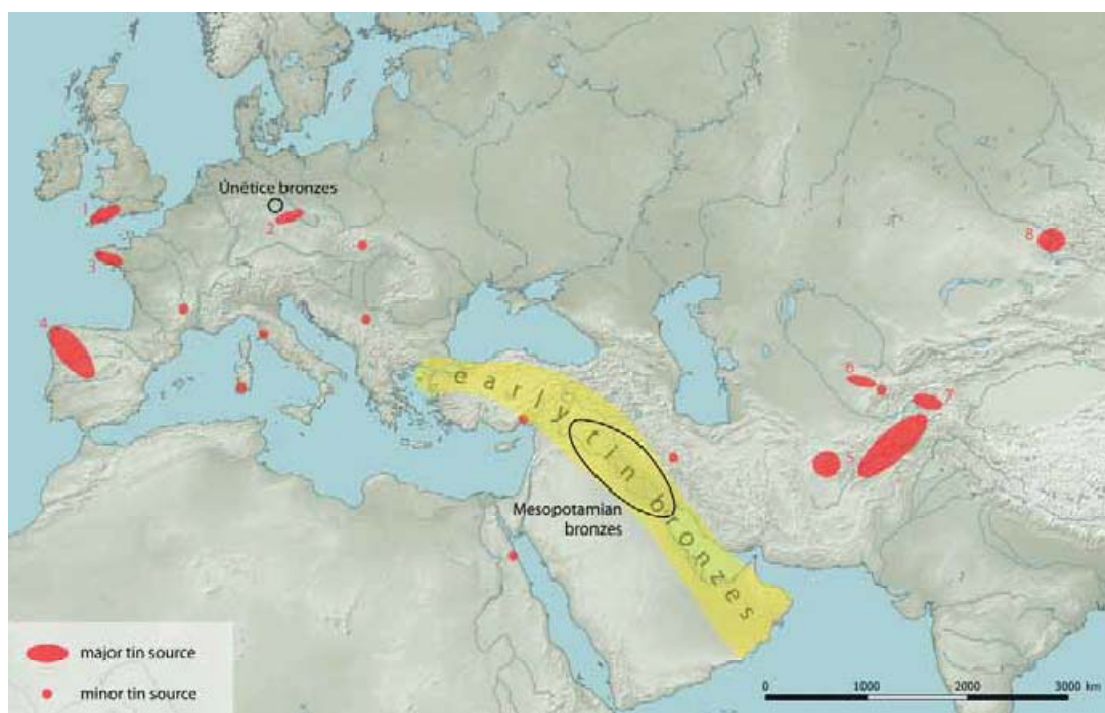 Únětice bronzes
1
2
3
4
8
6
7
5
early tin bronzes
Mesopotamian
bronzes
major tin source
minor tin source
0 1000 2000 3000 km